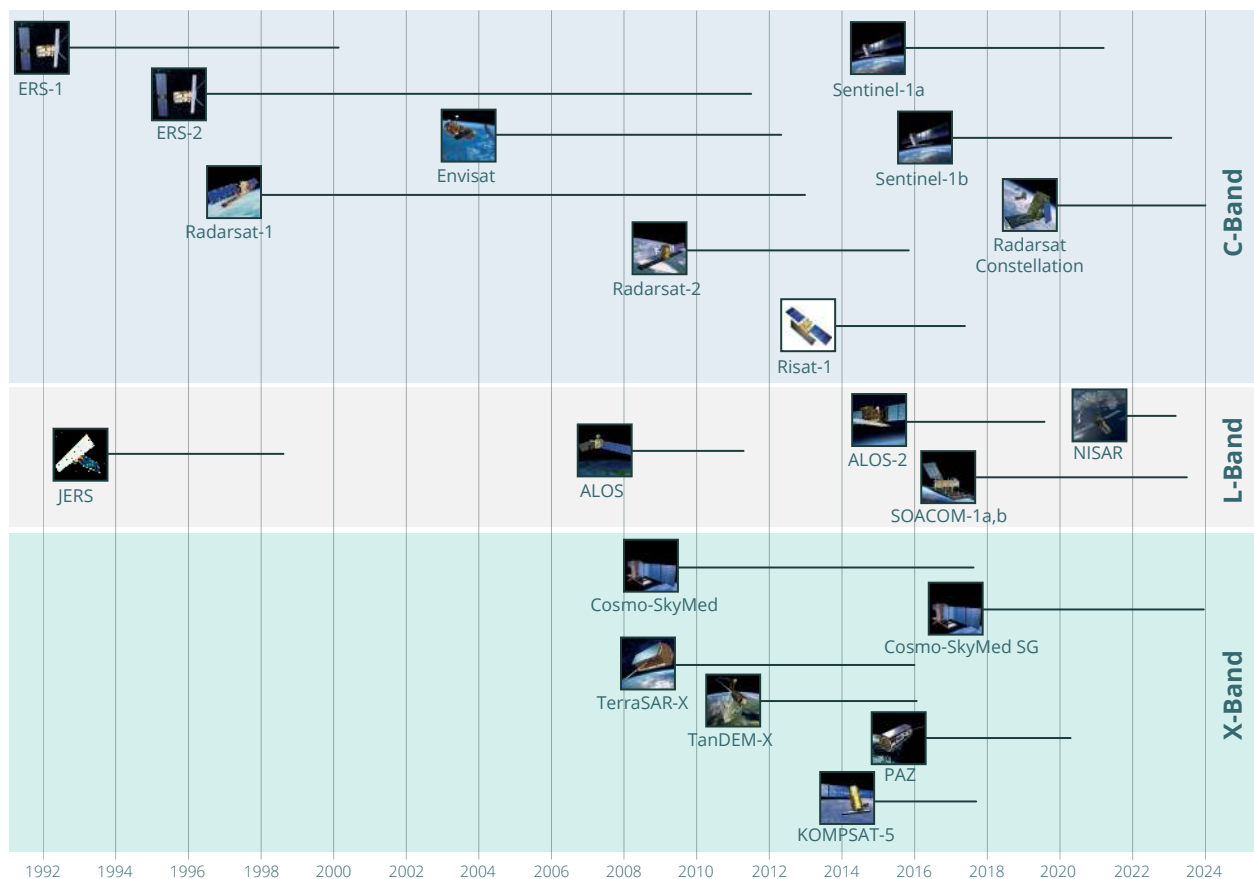 ERS-1
ERS-2
Envisat
Radarsat-1
Radarsat-2
Risat-1
Sentinel-1a
Sentinel-1b
Radarsat
Constellation
C-Band
JERS
ALOS
ALOS-2
NISAR
SOACOM-1a,b
L-Band
Cosmo-SkyMed
Cosmo-SkyMed SG
TerraSAR-X
TanDEM-X
PAZ
KOMPSAT-5
X-Band
1992 1994 1996 1998 2000 2002 2004 2006 2008 2010 2012 2014 2016 2018 2020 2022 2024